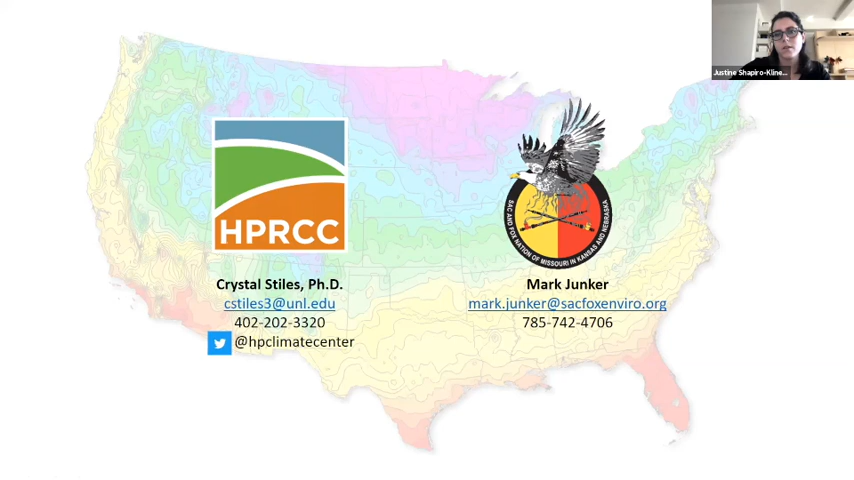 Justine Shapiro-Kline...
HPRCC
SAC AND FOX NATION OF MISSOURI IN KANSAS AND NEBRASKA
Crystal Stiles, Ph.D.
cstiles3@unl.edu
402-202-3320
@hpclimatecenter
Mark Junker
mark.junker@sacfoxenviro.org
785-742-4706